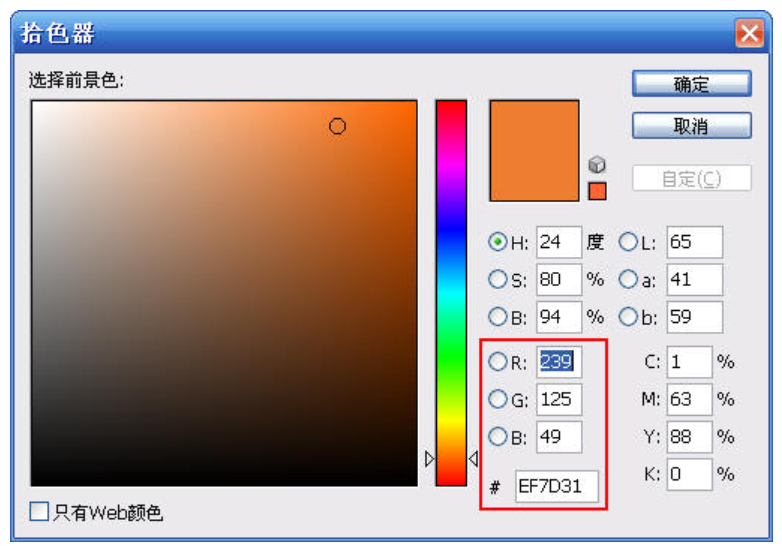 拾色器
选择前景色:
确定
取消
自定(C)
H: 24 度 L: 65
S: 80 % a: 41
B: 94 % b: 59
R: 239 C: 1 %
G: 125 M: 63 %
B: 49 Y: 88 %
# EF7D31 K: 0 %
只有Web颜色